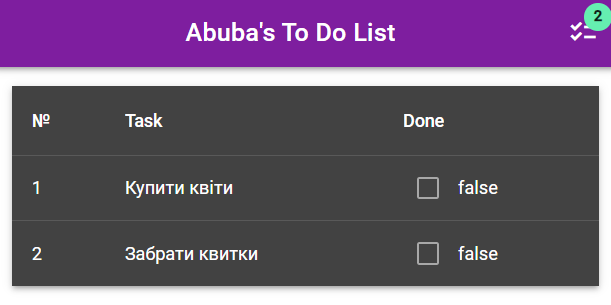 Abuba's To Do List
2
№ Task Done
1 Купити квіти false
2 Забрати квитки false